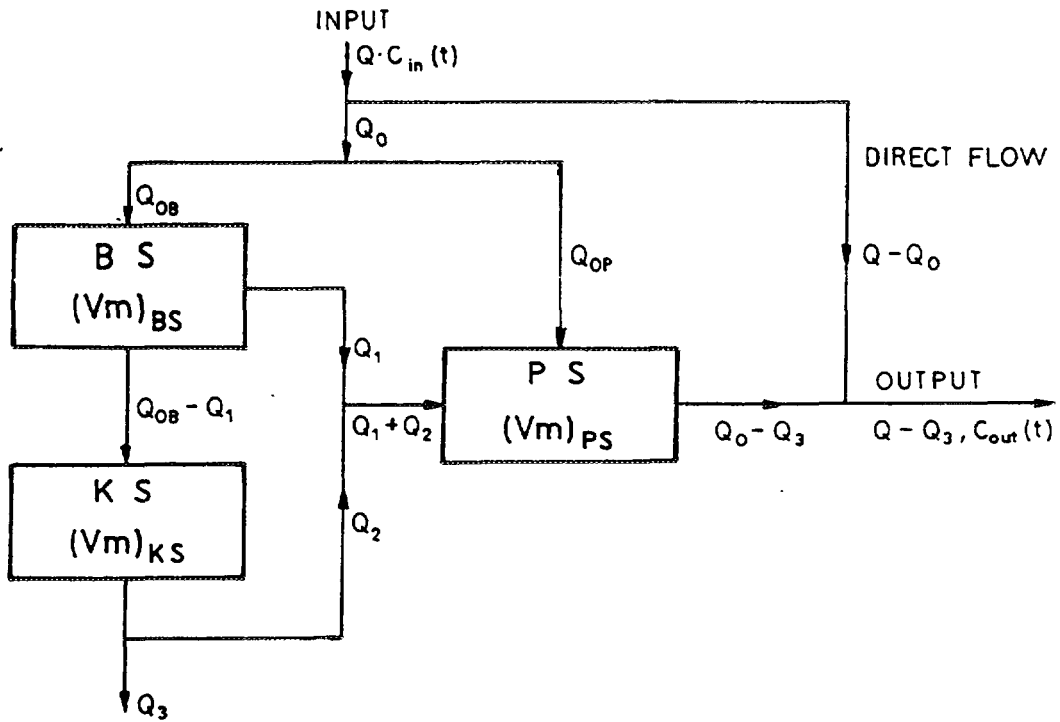 INPUT
Q·C_in(t)
Q_0
DIRECT FLOW
Q_OB
B S
(Vm)_BS
Q_OP
Q-Q_0
Q_1
P S
(Vm)_PS
OUTPUT
Q_OB-Q_1
Q_1+Q_2
Q_0-Q_3
Q-Q_3, C_out(t)
K S
(Vm)_KS
Q_2
Q_3